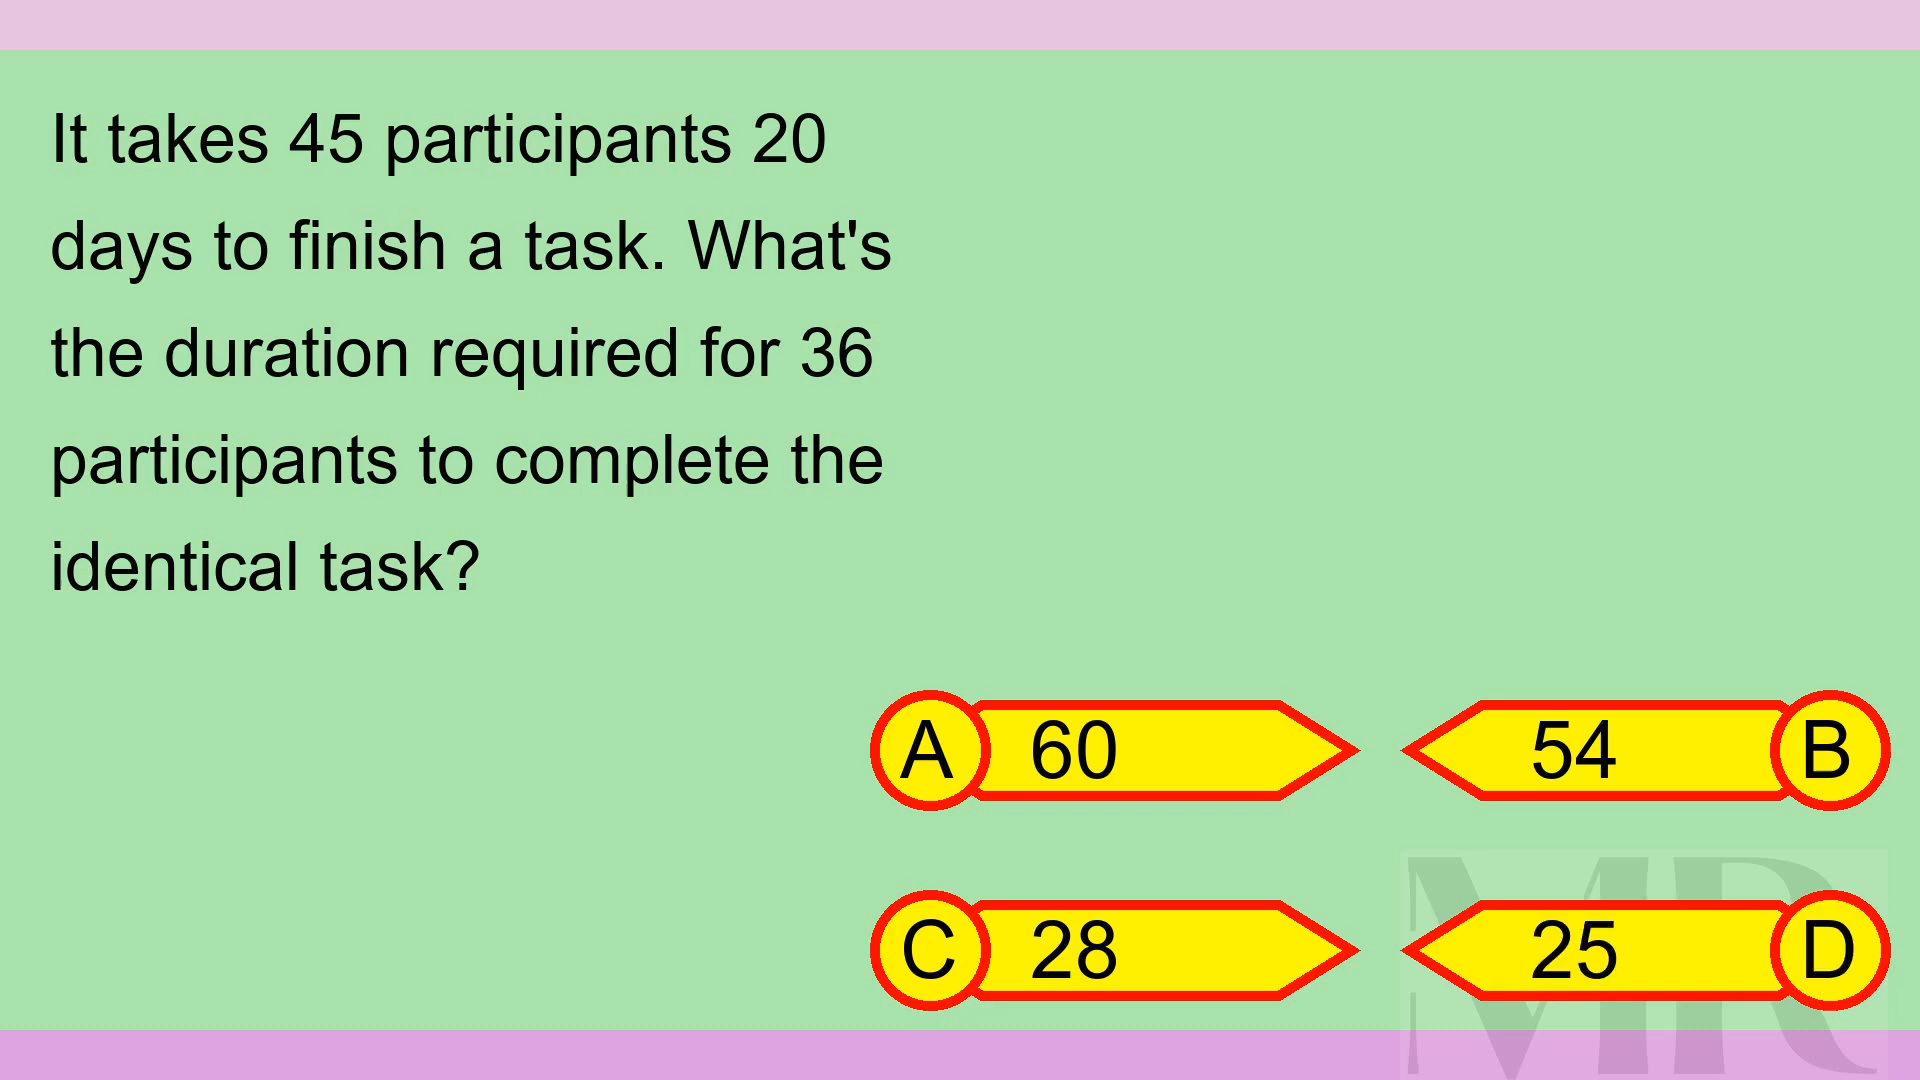 It takes 45 participants 20
days to finish a task. What's
the duration required for 36
participants to complete the
identical task?
A 60
54 B
C 28
25 D
MR